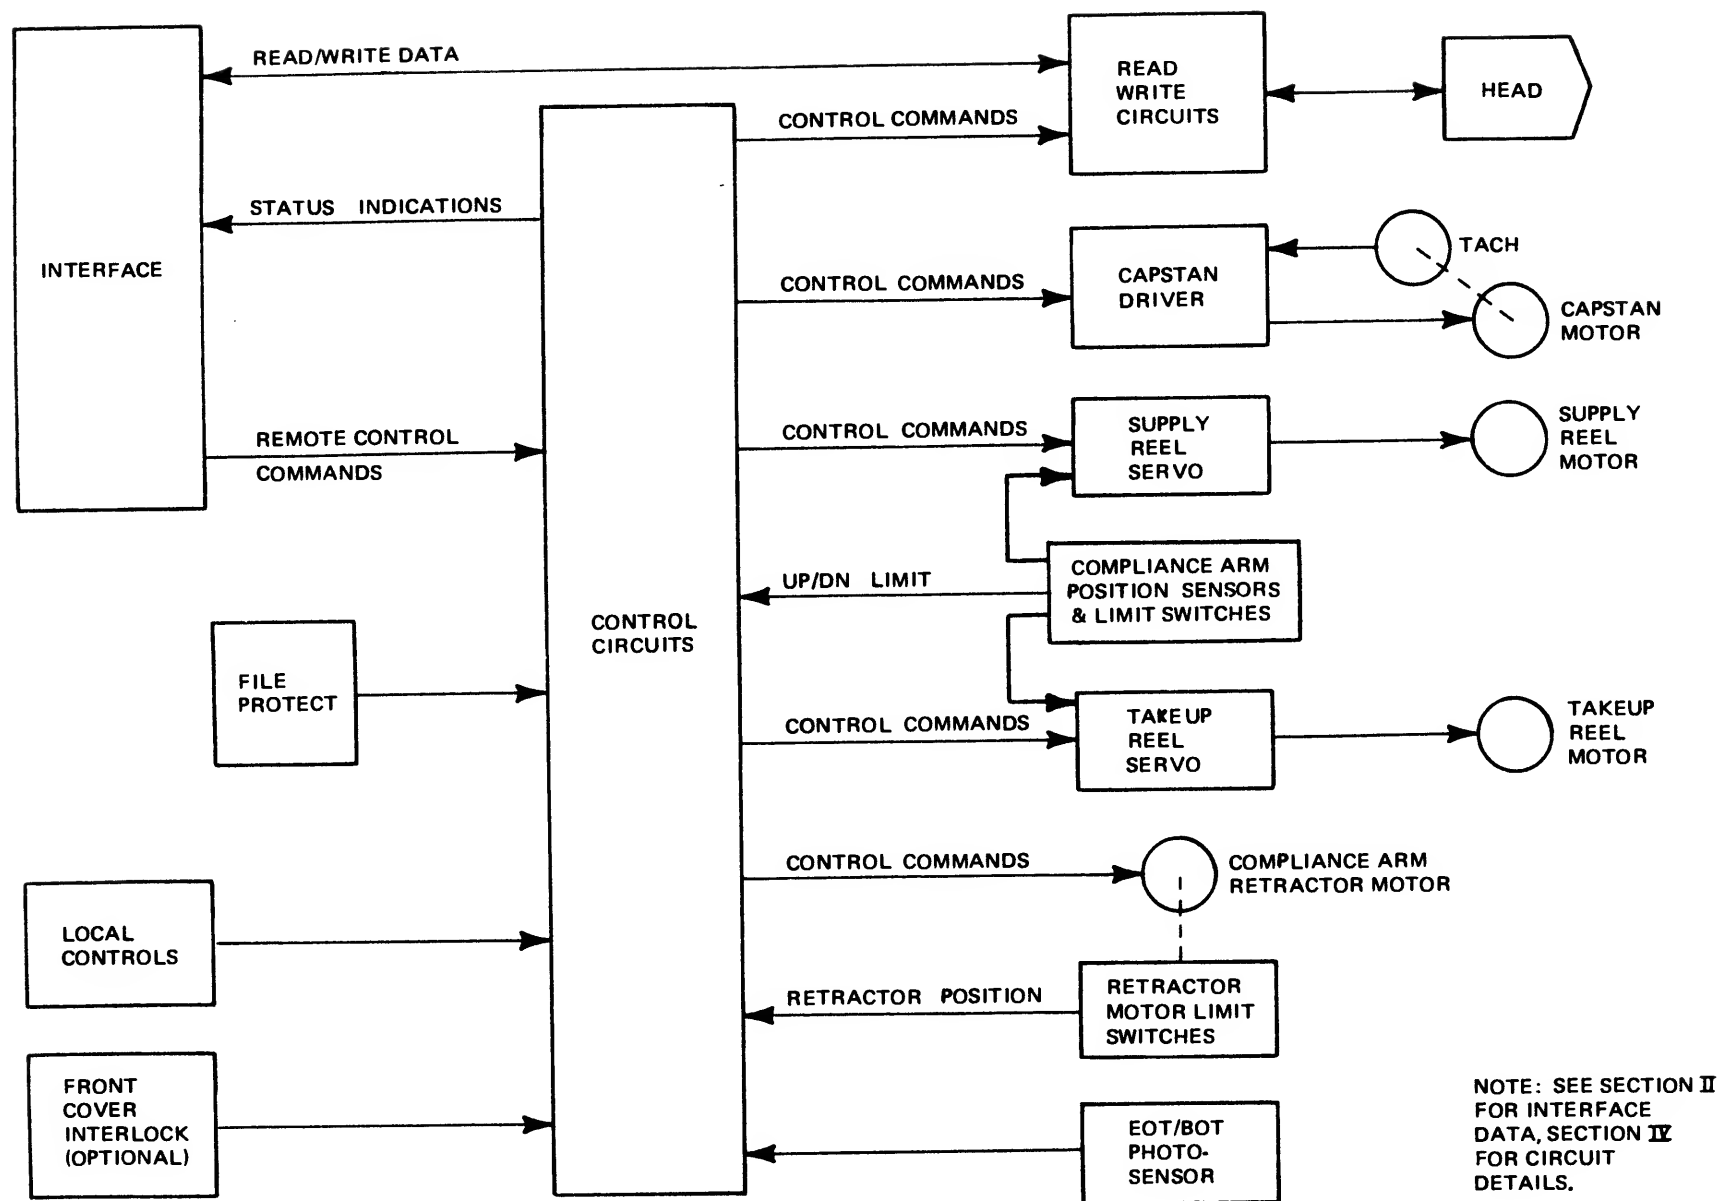 READ/WRITE DATA
READ
WRITE
CIRCUITS
HEAD
CONTROL COMMANDS
STATUS INDICATIONS
INTERFACE
CONTROL COMMANDS
CAPSTAN
DRIVER
TACH
CAPSTAN
MOTOR
REMOTE CONTROL
COMMANDS
CONTROL COMMANDS
SUPPLY
REEL
SERVO
SUPPLY
REEL
MOTOR
UP/DN LIMIT
COMPLIANCE ARM
POSITION SENSORS
& LIMIT SWITCHES
CONTROL
CIRCUITS
FILE
PROTECT
CONTROL COMMANDS
TAKEUP
REEL
SERVO
TAKEUP
REEL
MOTOR
CONTROL COMMANDS
COMPLIANCE ARM
RETRACTOR MOTOR
LOCAL
CONTROLS
RETRACTOR POSITION
RETRACTOR
MOTOR LIMIT
SWITCHES
FRONT
COVER
INTERLOCK
(OPTIONAL)
EOT/BOT
PHOTO-
SENSOR
NOTE: SEE SECTION II
FOR INTERFACE
DATA, SECTION IV
FOR CIRCUIT
DETAILS.